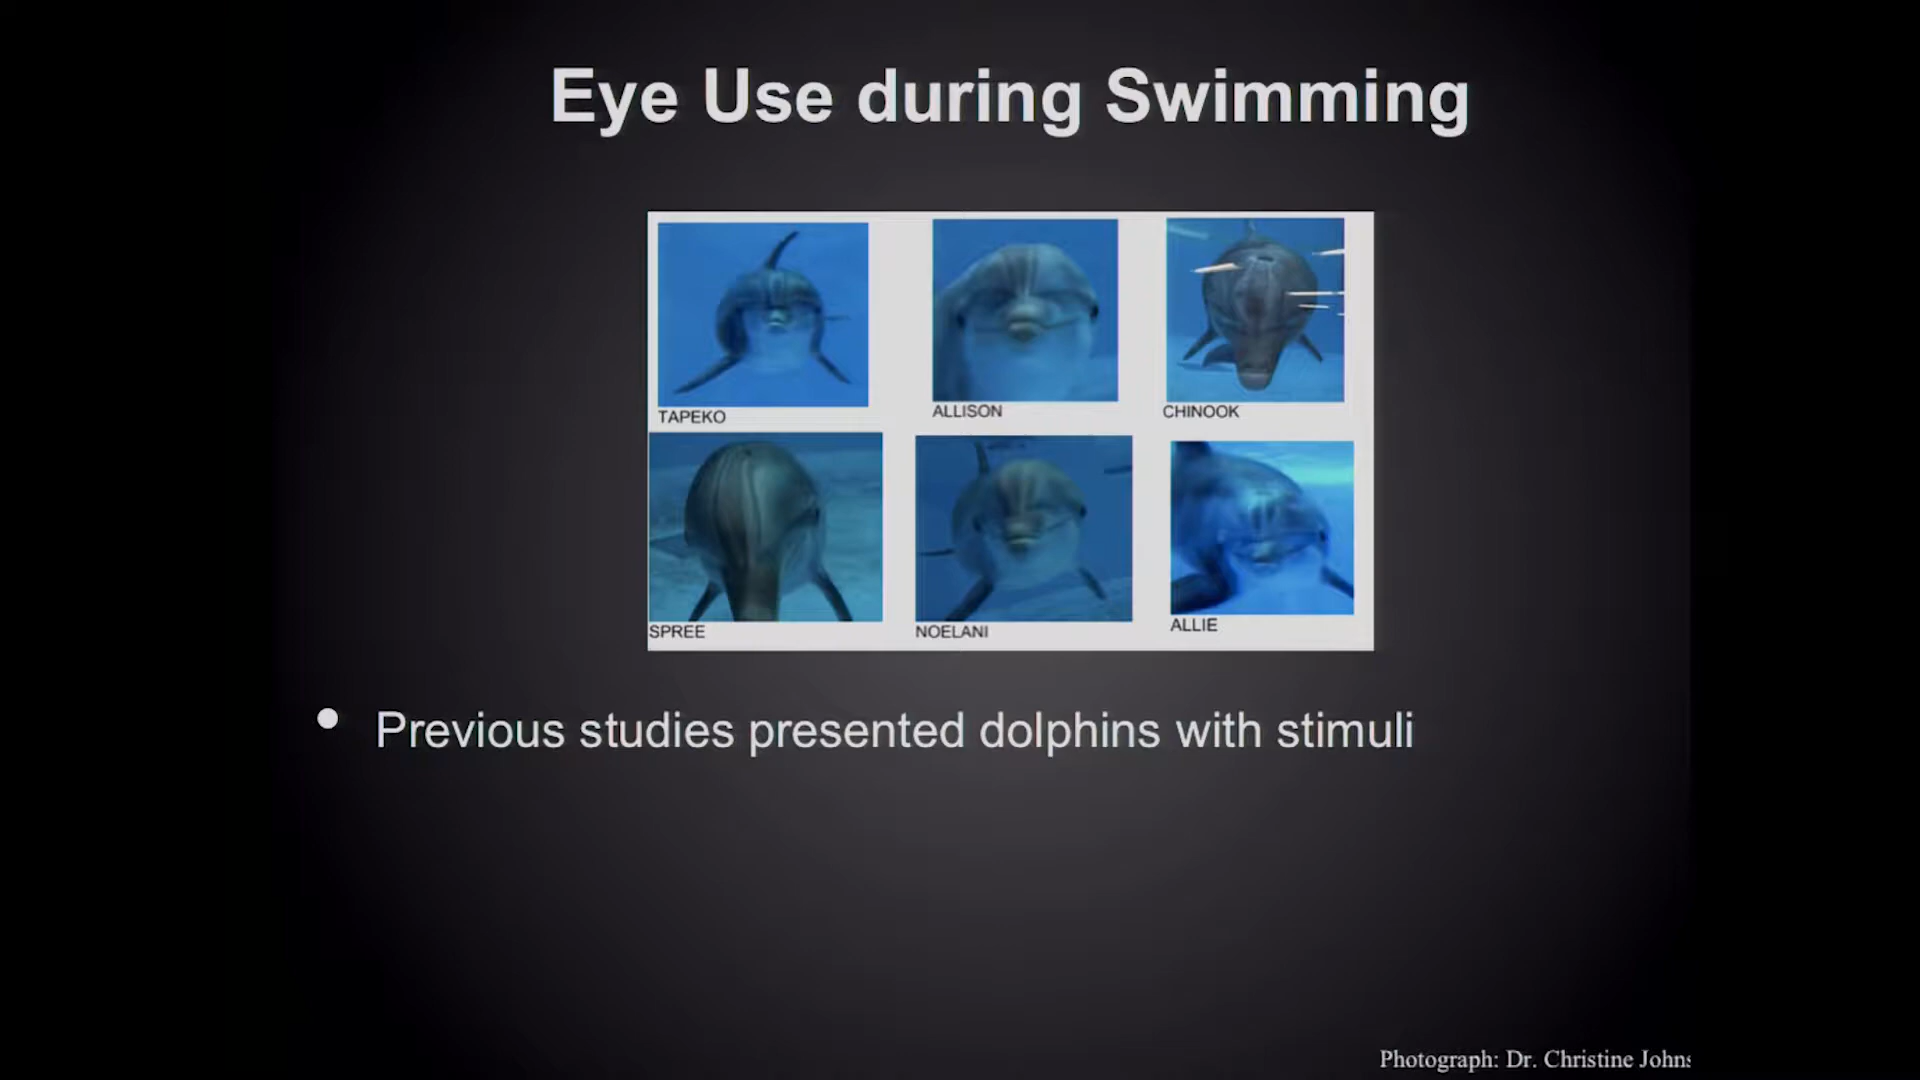 Eye Use during Swimming
TAPEKO
ALLISON
CHINOOK
SPREE
NOELANI
ALLIE
• Previous studies presented dolphins with stimuli
Photograph: Dr. Christine Johns